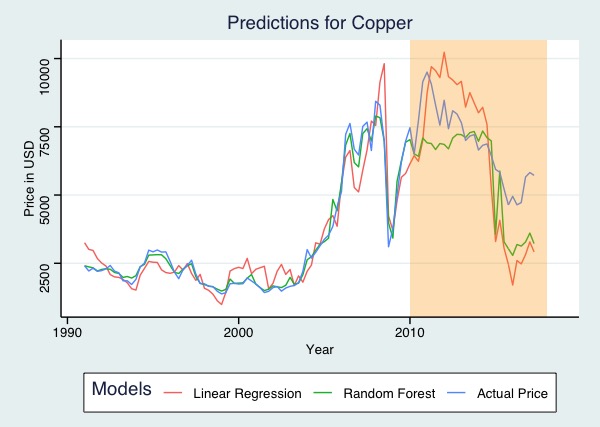 Predictions for Copper
Price in USD
10000
7500
5000
2500
1990 2000 2010
Year
Models Linear Regression Random Forest Actual Price